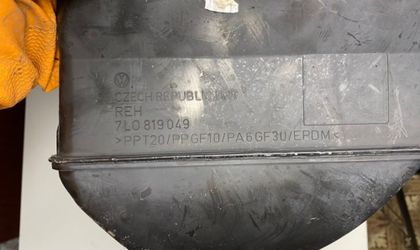 CZECH REPUBLIC
REH
7L0 819 049
>PPT20/PPGF10/PA6GF30/EPDM<